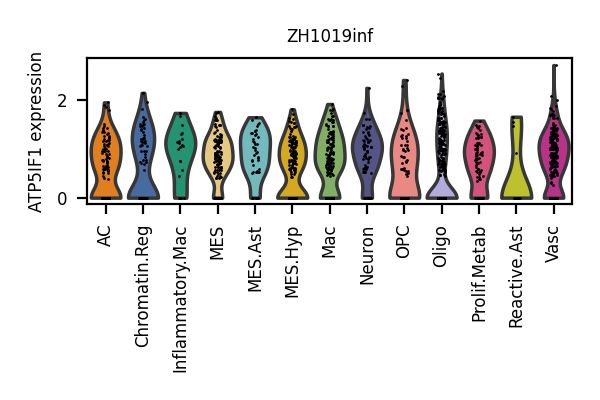 ZH1019inf
ATP5IF1 expression
2
0
AC
Chromatin.Reg
Inflammatory.Mac
MES
MES.Ast
MES.Hyp
Mac
Neuron
OPC
Oligo
Prolif.Metab
Reactive.Ast
Vasc